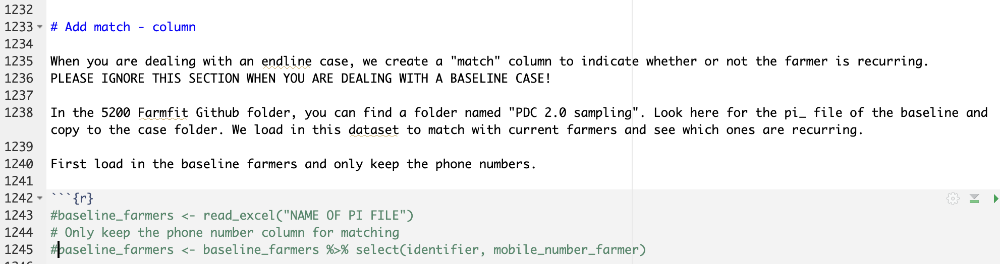 1232
1233 # Add match - column
1234
1235 When you are dealing with an endline case, we create a "match" column to indicate whether or not the farmer is recurring.
1236 PLEASE IGNORE THIS SECTION WHEN YOU ARE DEALING WITH A BASELINE CASE!
1237
1238 In the 5200 Farmfit Github folder, you can find a folder named "PDC 2.0 sampling". Look here for the pi_ file of the baseline and
copy to the case folder. We load in this dataset to match with current farmers and see which ones are recurring.
1239
1240 First load in the baseline farmers and only keep the phone numbers.
1241
1242 ```{r}
1243 #baseline_farmers <- read_excel("NAME OF PI FILE")
1244 # Only keep the phone number column for matching
1245 #baseline_farmers <- baseline_farmers %>% select(identifier, mobile_number_farmer)